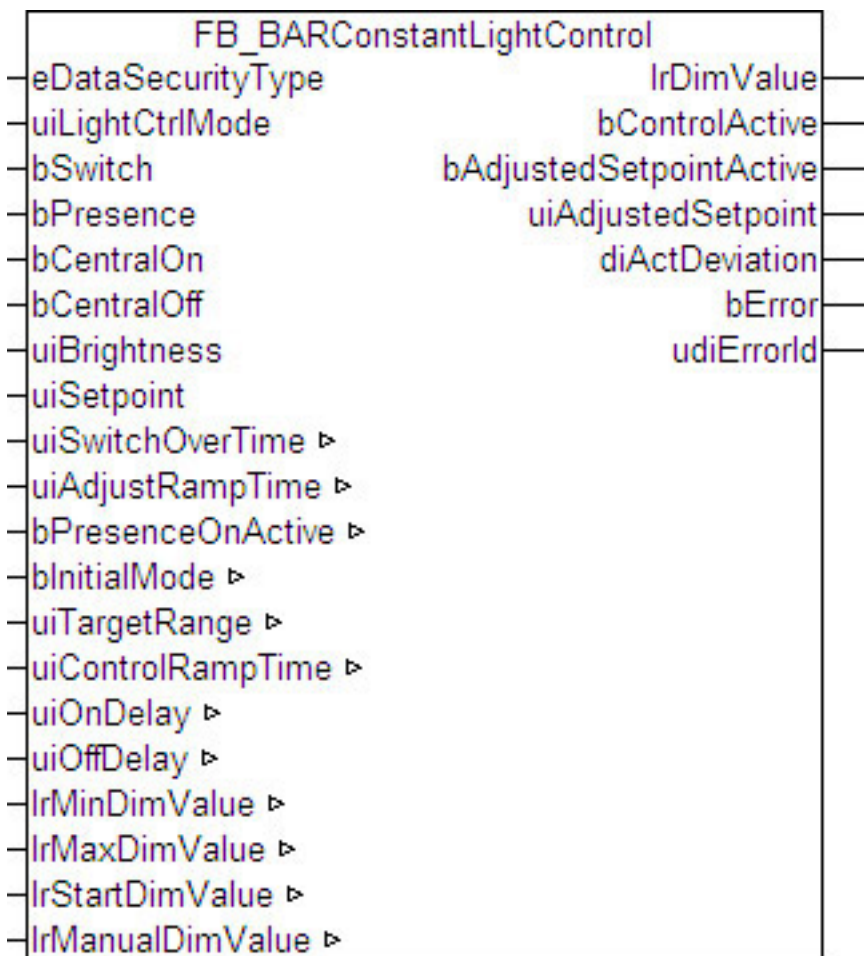 FB_BARConstantLightControl
eDataSecurityType lrDimValue
uiLightCtrlMode bControlActive
bSwitch bAdjustedSetpointActive
bPresence uiAdjustedSetpoint
bCentralOn diActDeviation
bCentralOff bError
uiBrightness udiErrorId
uiSetpoint
uiSwitchOverTime
uiAdjustRampTime
bPresenceOnActive
bInitialMode
uiTargetRange
uiControlRampTime
uiOnDelay
uiOffDelay
lrMinDimValue
lrMaxDimValue
lrStartDimValue
lrManualDimValue